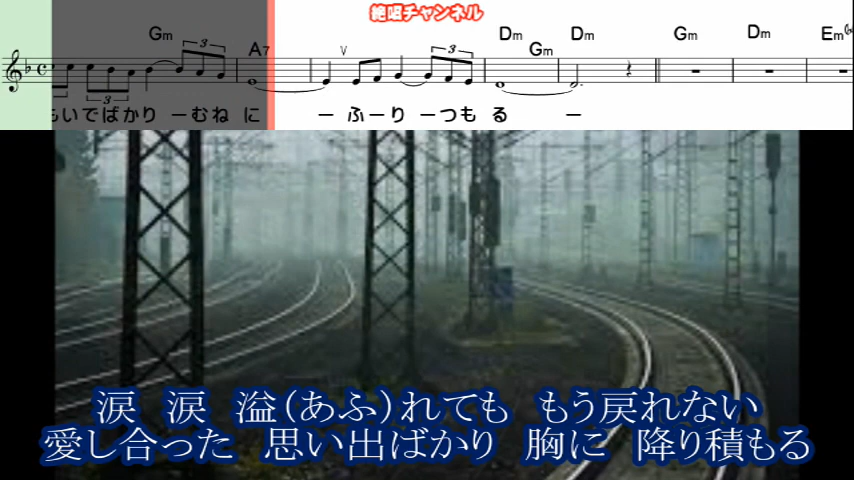 絶唱チャンネル
Gm A7 Dm Gm Dm Gm Dm Em
3 3 3
いでばかり ーむね に ー ふーり ーつも る ー
涙 涙 溢(あふ)れても もう戻れない
愛し合った 思い出ばかり 胸に 降り積もる